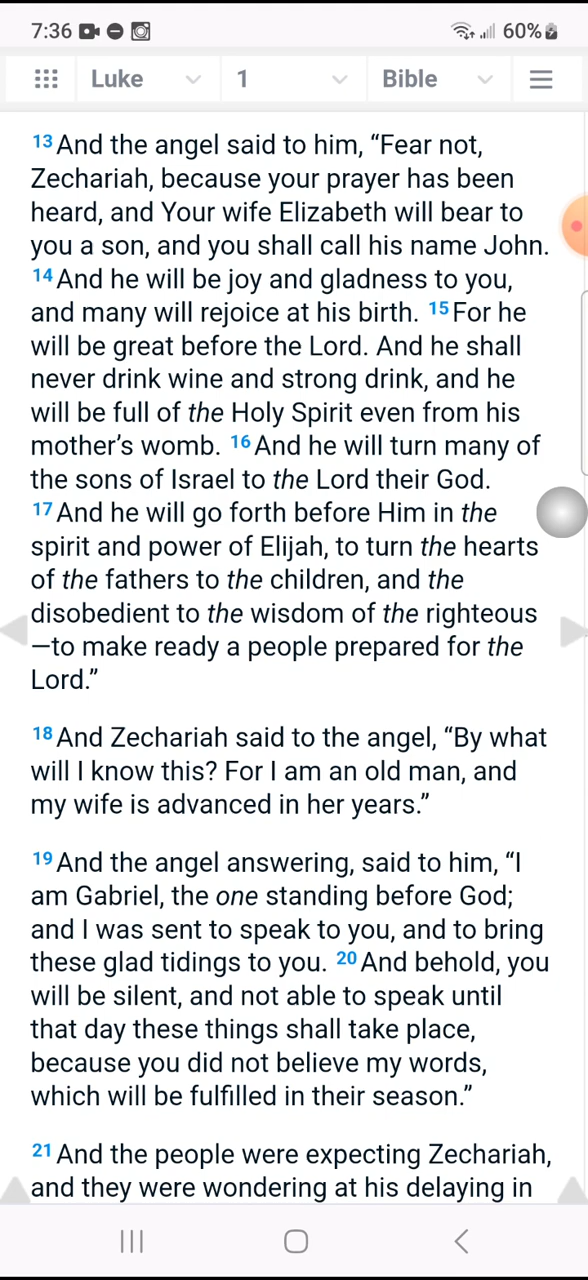 7:36
60%
Luke
1
Bible
13 And the angel said to him, “Fear not,
Zechariah, because your prayer has been
heard, and Your wife Elizabeth will bear to
you a son, and you shall call his name John.
14 And he will be joy and gladness to you,
and many will rejoice at his birth. 15 For he
will be great before the Lord. And he shall
never drink wine and strong drink, and he
will be full of the Holy Spirit even from his
mother’s womb. 16 And he will turn many of
the sons of Israel to the Lord their God.
17 And he will go forth before Him in the
spirit and power of Elijah, to turn the hearts
of the fathers to the children, and the
disobedient to the wisdom of the righteous
—to make ready a people prepared for the
Lord.”
18 And Zechariah said to the angel, “By what
will I know this? For I am an old man, and
my wife is advanced in her years.”
19 And the angel answering, said to him, “I
am Gabriel, the one standing before God;
and I was sent to speak to you, and to bring
these glad tidings to you. 20 And behold, you
will be silent, and not able to speak until
that day these things shall take place,
because you did not believe my words,
which will be fulfilled in their season.”
21 And the people were expecting Zechariah,
and they were wondering at his delaying in